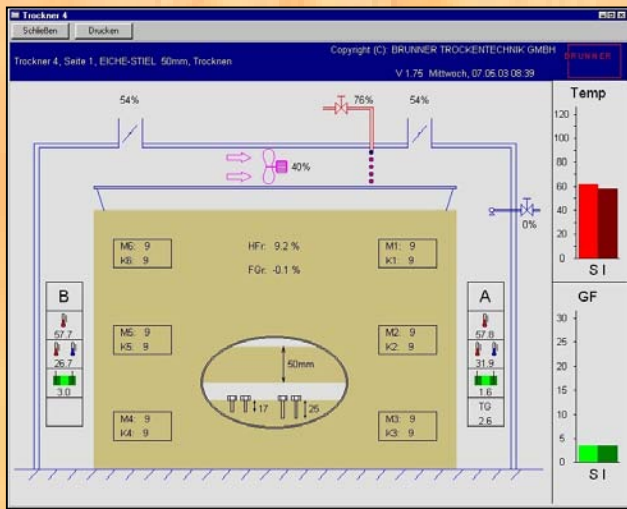 Trockner 4
Schließen Drucken
Copyright (C): BRUNNER TROCKENTECHNIK GMBH
BRUNNER
Trockner 4, Seite 1, EICHE-STIEL 50mm, Trocknen
V 1.75 Mittwoch, 07.05.03 08:39
54% 76% 54%
Temp
120
100
80
60
40
20
0
S I
40%
0%
M6: 9
K6: 9
HFr: 9.2 %
FGr: -0.1 %
M1: 9
K1: 9
B
57.7
26.7
3.0
A
57.8
31.9
1.6
TG
2.6
M5: 9
K5: 9
M2: 9
K2: 9
50mm
17 25
M4: 9
K4: 9
M3: 9
K3: 9
GF
30
25
20
15
10
5
0
S I